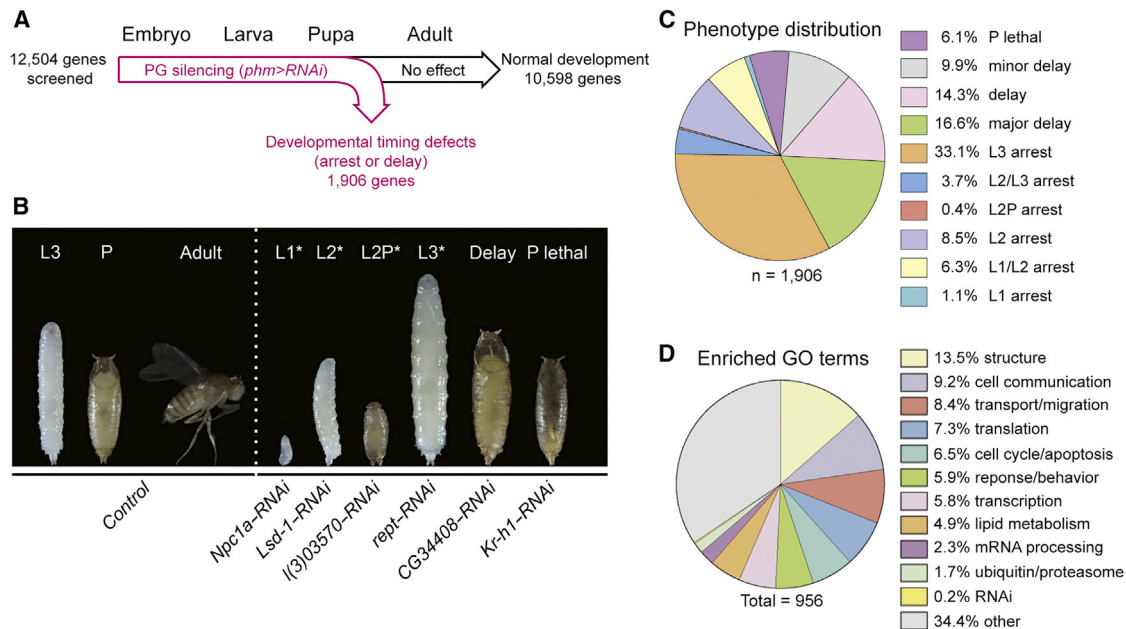 A
Embryo Larva Pupa Adult
12,504 genes
screened
PG silencing (phm>RNAi)
No effect
Normal development
10,598 genes
Developmental timing defects
(arrest or delay)
1,906 genes
B
L3 P Adult L1* L2* L2P* L3* Delay P lethal
Control
Npc1a–RNAi
Lsd-1–RNAi
l(3)03570–RNAi
rept–RNAi
CG34408–RNAi
Kr-h1–RNAi
C
Phenotype distribution
n = 1,906
6.1% P lethal
9.9% minor delay
14.3% delay
16.6% major delay
33.1% L3 arrest
3.7% L2/L3 arrest
0.4% L2P arrest
8.5% L2 arrest
6.3% L1/L2 arrest
1.1% L1 arrest
D
Enriched GO terms
Total = 956
13.5% structure
9.2% cell communication
8.4% transport/migration
7.3% translation
6.5% cell cycle/apoptosis
5.9% reponse/behavior
5.8% transcription
4.9% lipid metabolism
2.3% mRNA processing
1.7% ubiquitin/proteasome
0.2% RNAi
34.4% other